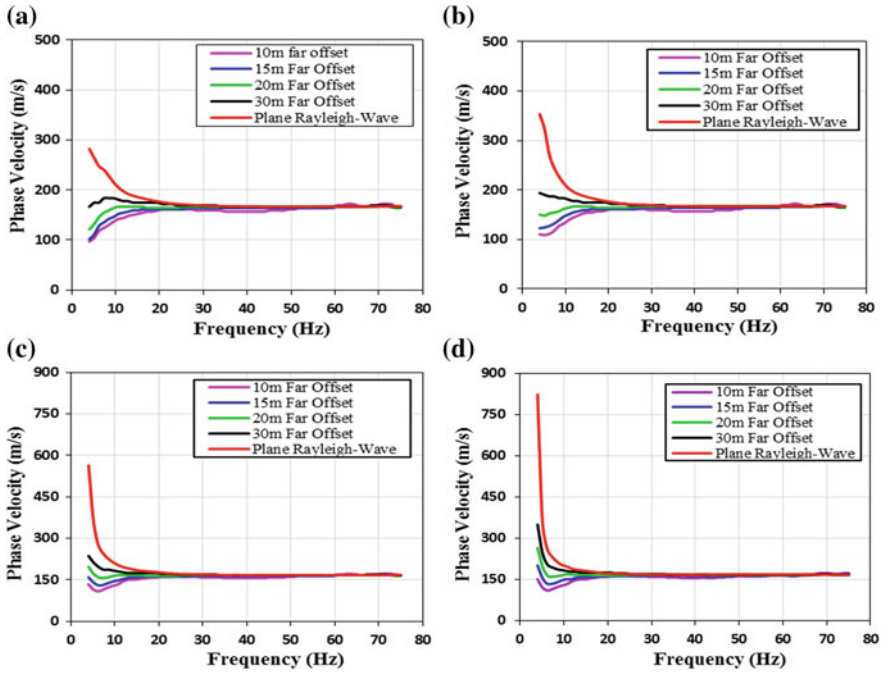 (a)
500
400
300
200
100
0
Phase Velocity (m/s)
10m far offset
15m Far Offset
20m Far Offset
30m Far Offset
Plane Rayleigh-Wave
0 10 20 30 40 50 60 70 80
Frequency (Hz)
(b)
500
400
300
200
100
0
Phase Velocity (m/s)
10m Far Offset
15m Far Offset
20m Far Offset
30m Far Offset
Plane Rayleigh-Wave
0 10 20 30 40 50 60 70 80
Frequency (Hz)
(c)
900
750
600
450
300
150
0
Phase Velocity (m/s)
10m Far Offset
15m Far Offset
20m Far Offset
30m Far Offset
Plane Rayleigh-Wave
0 10 20 30 40 50 60 70 80
Frequency (Hz)
(d)
900
750
600
450
300
150
0
Phase Velocity (m/s)
10m Far Offset
15m Far Offset
20m Far Offset
30m Far Offset
Plane Rayleigh-Wave
0 10 20 30 40 50 60 70 80
Frequency (Hz)